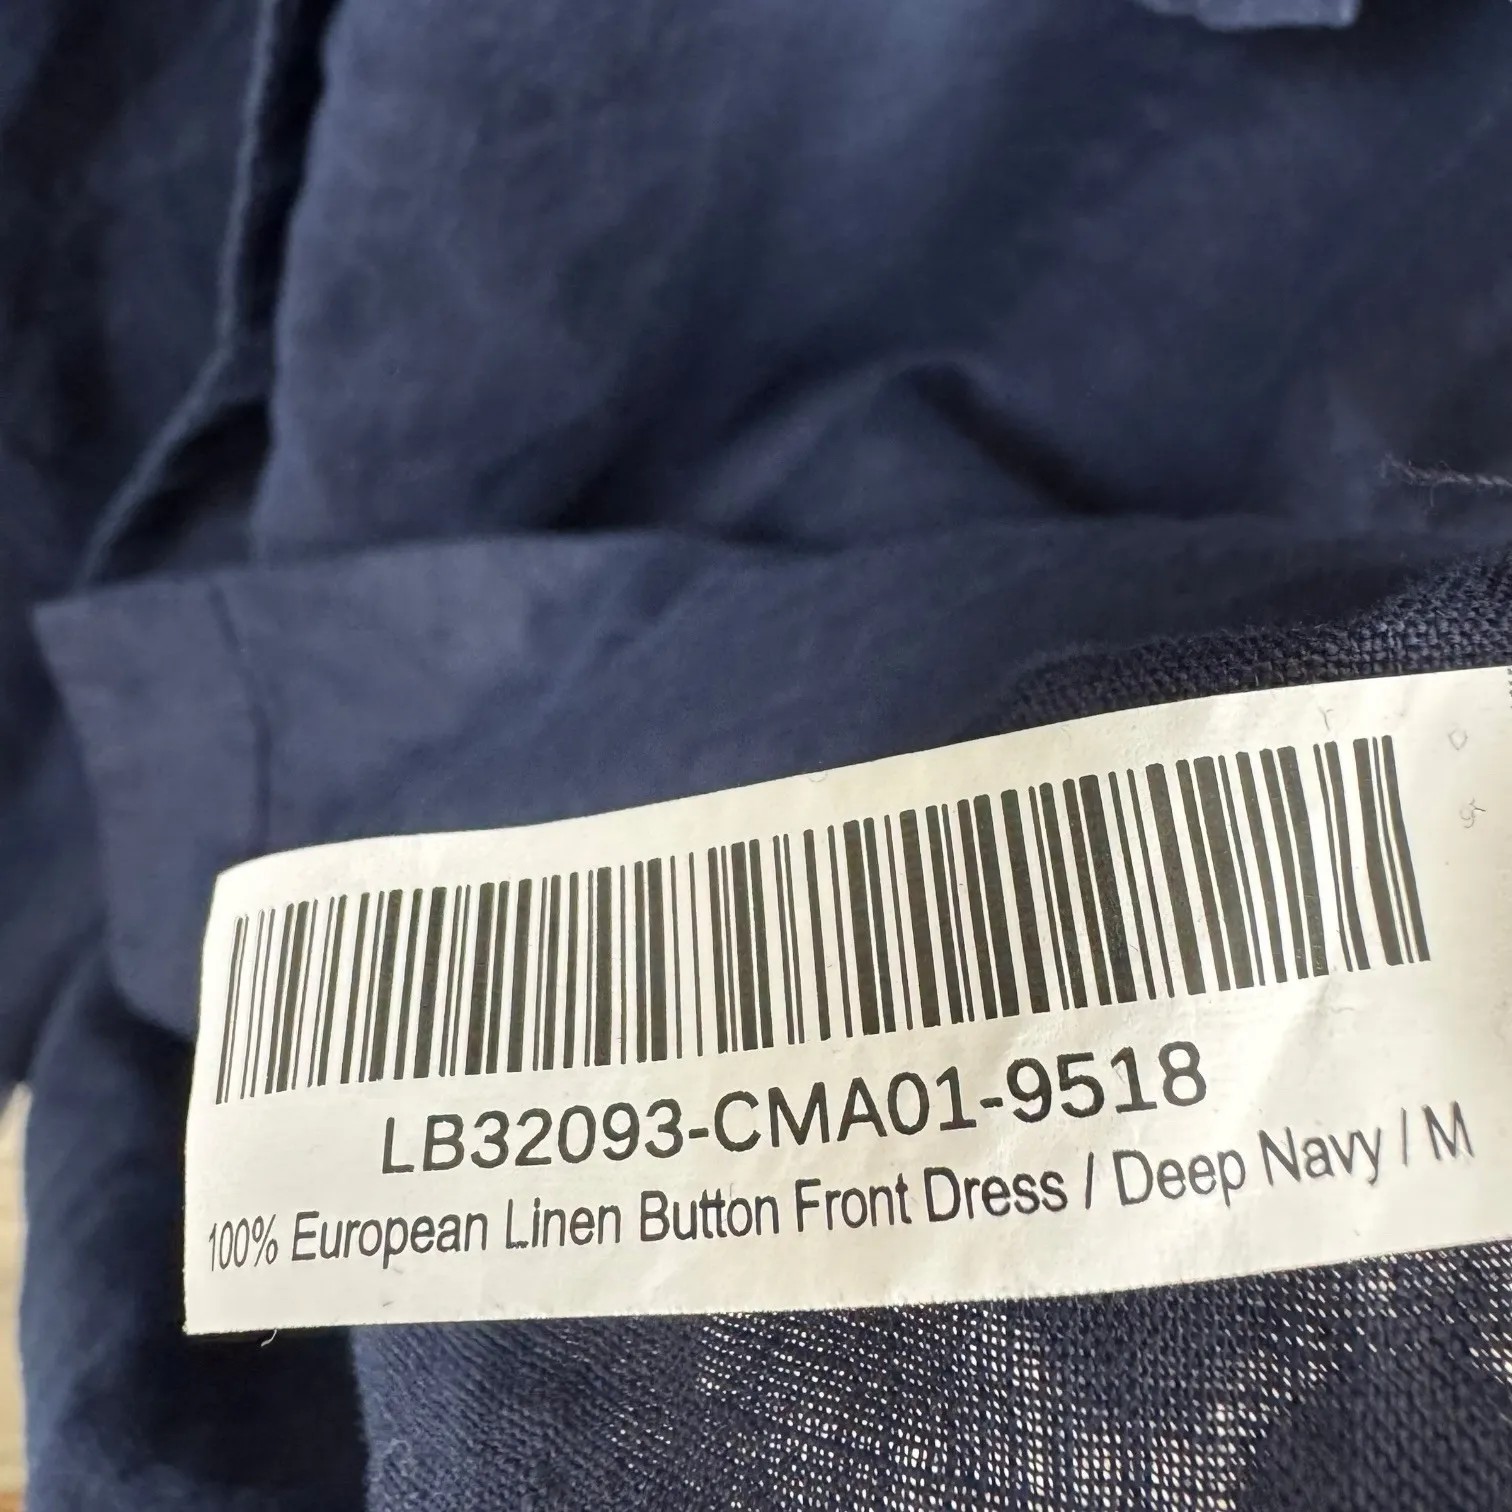 LB32093-CMA01-9518
100% European Linen Button Front Dress / Deep Navy / M